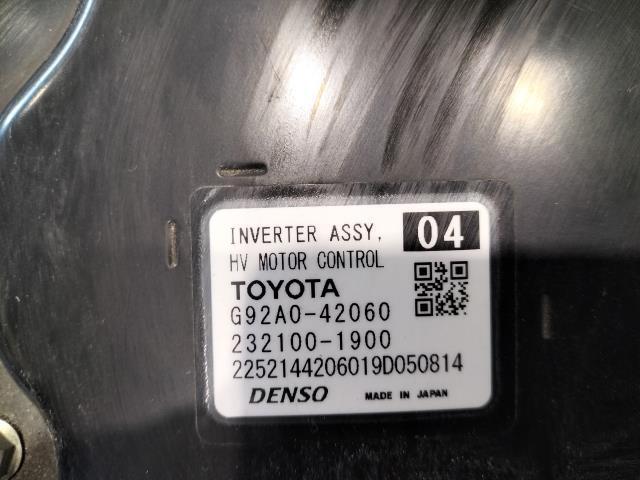 INVERTER ASSY, 04
HV MOTOR CONTROL
TOYOTA
G92A0-42060
232100-1900
2252144206019D050814
DENSO MADE IN JAPAN